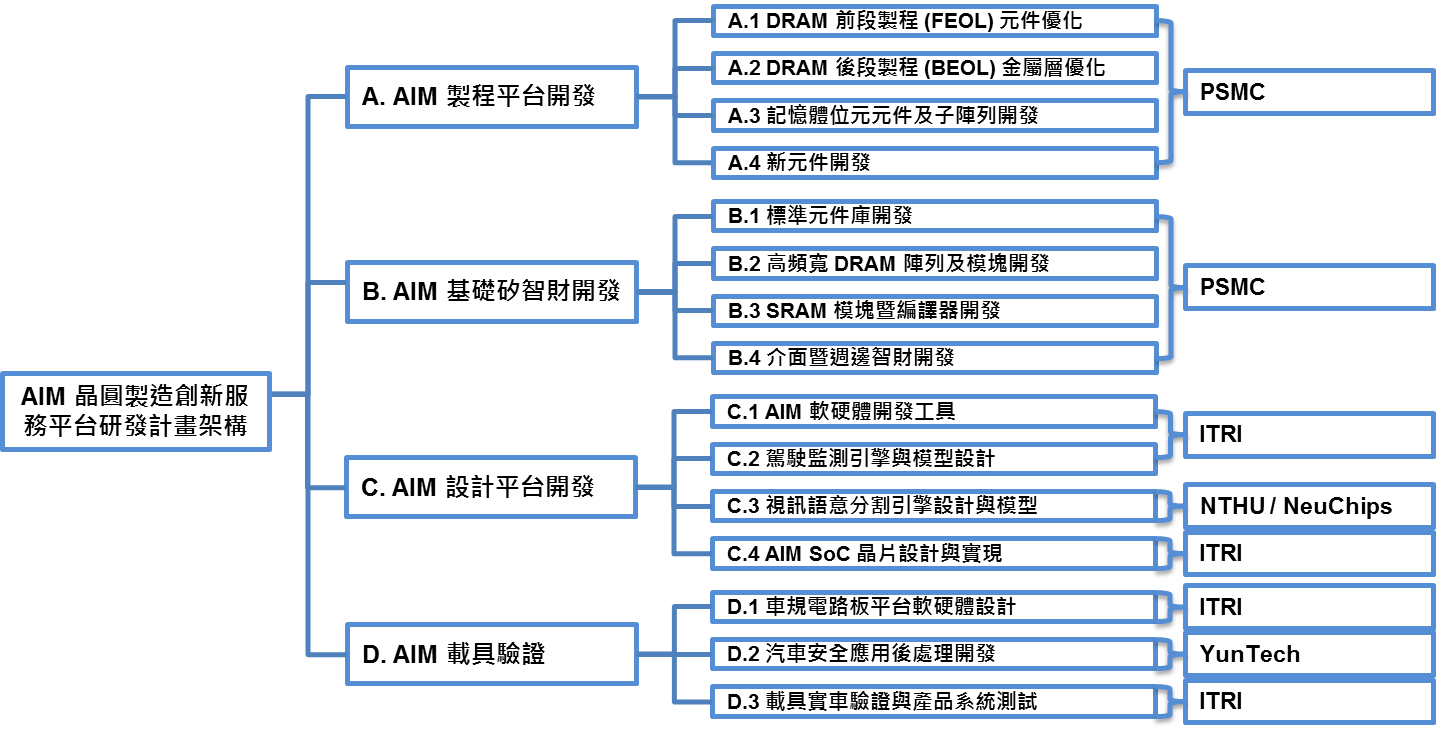 AIM 晶圓製造創新服
務平台研發計畫架構
A. AIM 製程平台開發
A.1 DRAM 前段製程 (FEOL) 元件優化
A.2 DRAM 後段製程 (BEOL) 金屬層優化
A.3 記憶體位元元件及子陣列開發
A.4 新元件開發
PSMC
B. AIM 基礎矽智財開發
B.1 標準元件庫開發
B.2 高頻寬 DRAM 陣列及模塊開發
B.3 SRAM 模塊暨編譯器開發
B.4 介面暨週邊智財開發
PSMC
C. AIM 設計平台開發
C.1 AIM 軟硬體開發工具
C.2 駕駛監測引擎與模型設計
ITRI
C.3 視訊語意分割引擎設計與模型
NTHU / NeuChips
C.4 AIM SoC 晶片設計與實現
ITRI
D. AIM 載具驗證
D.1 車規電路板平台軟硬體設計
ITRI
D.2 汽車安全應用後處理開發
YunTech
D.3 載具實車驗證與產品系統測試
ITRI